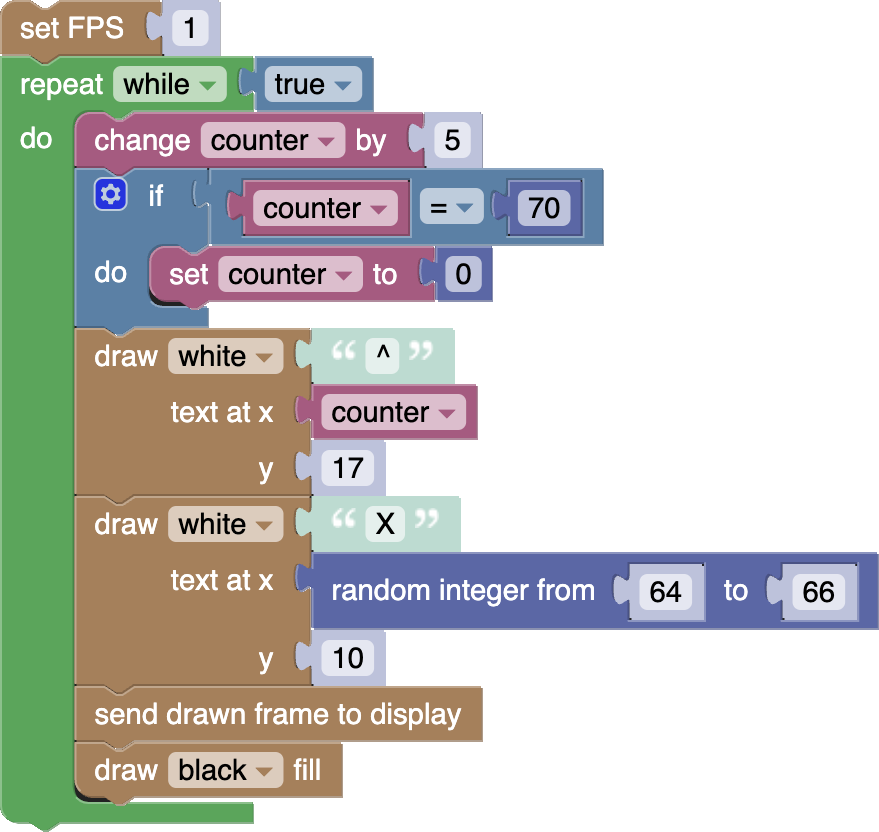 set FPS 1
repeat while true
do change counter by 5
if counter = 70
do set counter to 0
draw white “ ^ ”
text at x counter
y 17
draw white “ X ”
text at x random integer from 64 to 66
y 10
send drawn frame to display
draw black fill